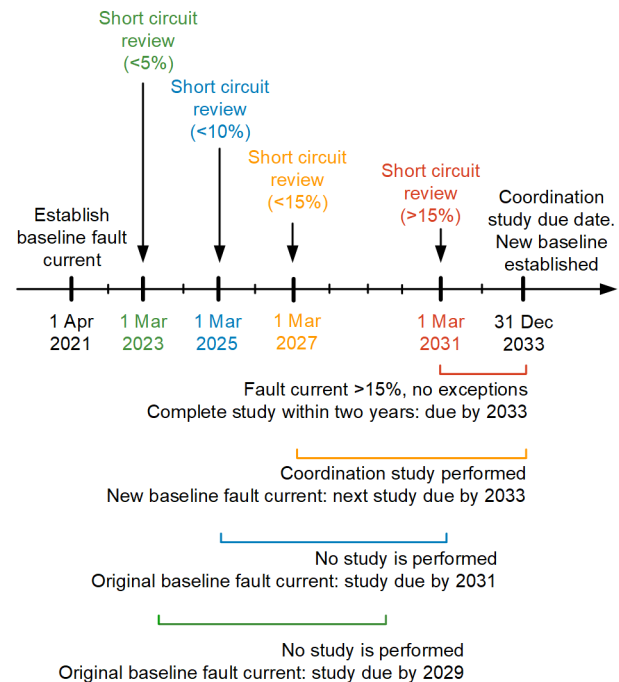 Short circuit
review
(<5%)
Short circuit
review
(<10%)
Short circuit
review
(<15%)
Short circuit
review
(>15%)
Establish
baseline fault
current
Coordination
study due date.
New baseline
established
1 Apr
2021
1 Mar
2023
1 Mar
2025
1 Mar
2027
1 Mar
2031
31 Dec
2033
Fault current >15%, no exceptions
Complete study within two years: due by 2033
Coordination study performed
New baseline fault current: next study due by 2033
No study is performed
Original baseline fault current: study due by 2031
No study is performed
Original baseline fault current: study due by 2029